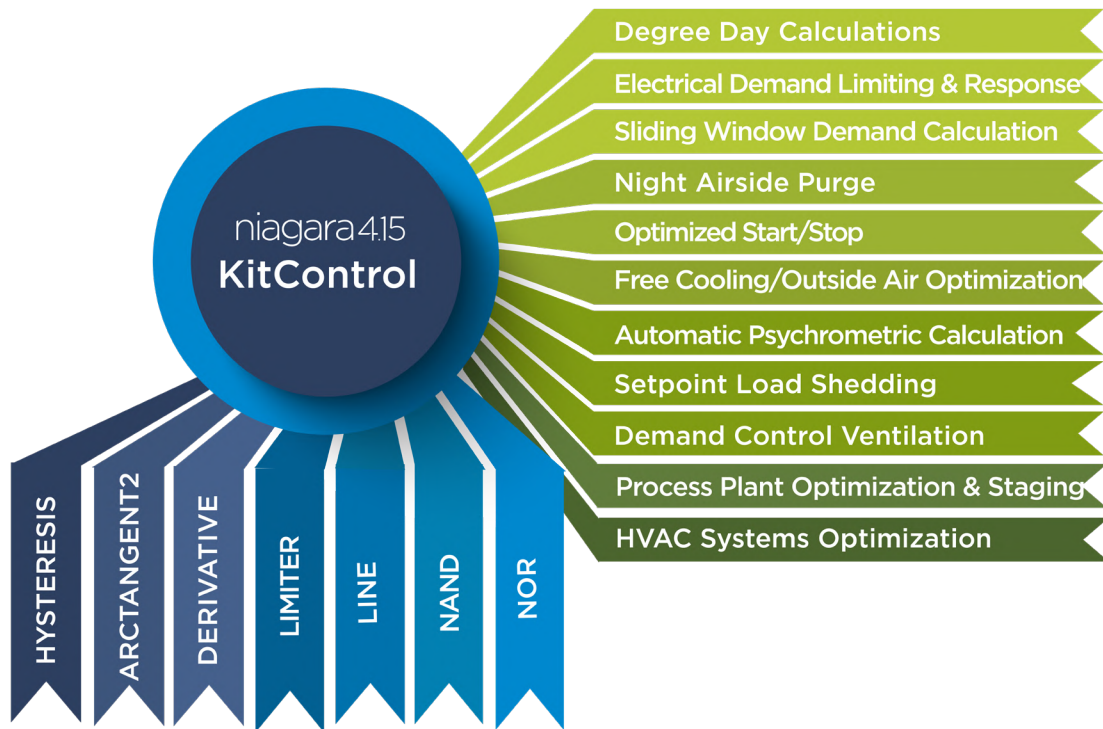 niagara4.15
KitControl
Degree Day Calculations
Electrical Demand Limiting & Response
Sliding Window Demand Calculation
Night Airside Purge
Optimized Start/Stop
Free Cooling/Outside Air Optimization
Automatic Psychrometric Calculation
Setpoint Load Shedding
Demand Control Ventilation
Process Plant Optimization & Staging
HVAC Systems Optimization
HYSTERESIS
ARCTANGENT2
DERIVATIVE
LIMITER
LINE
NAND
NOR